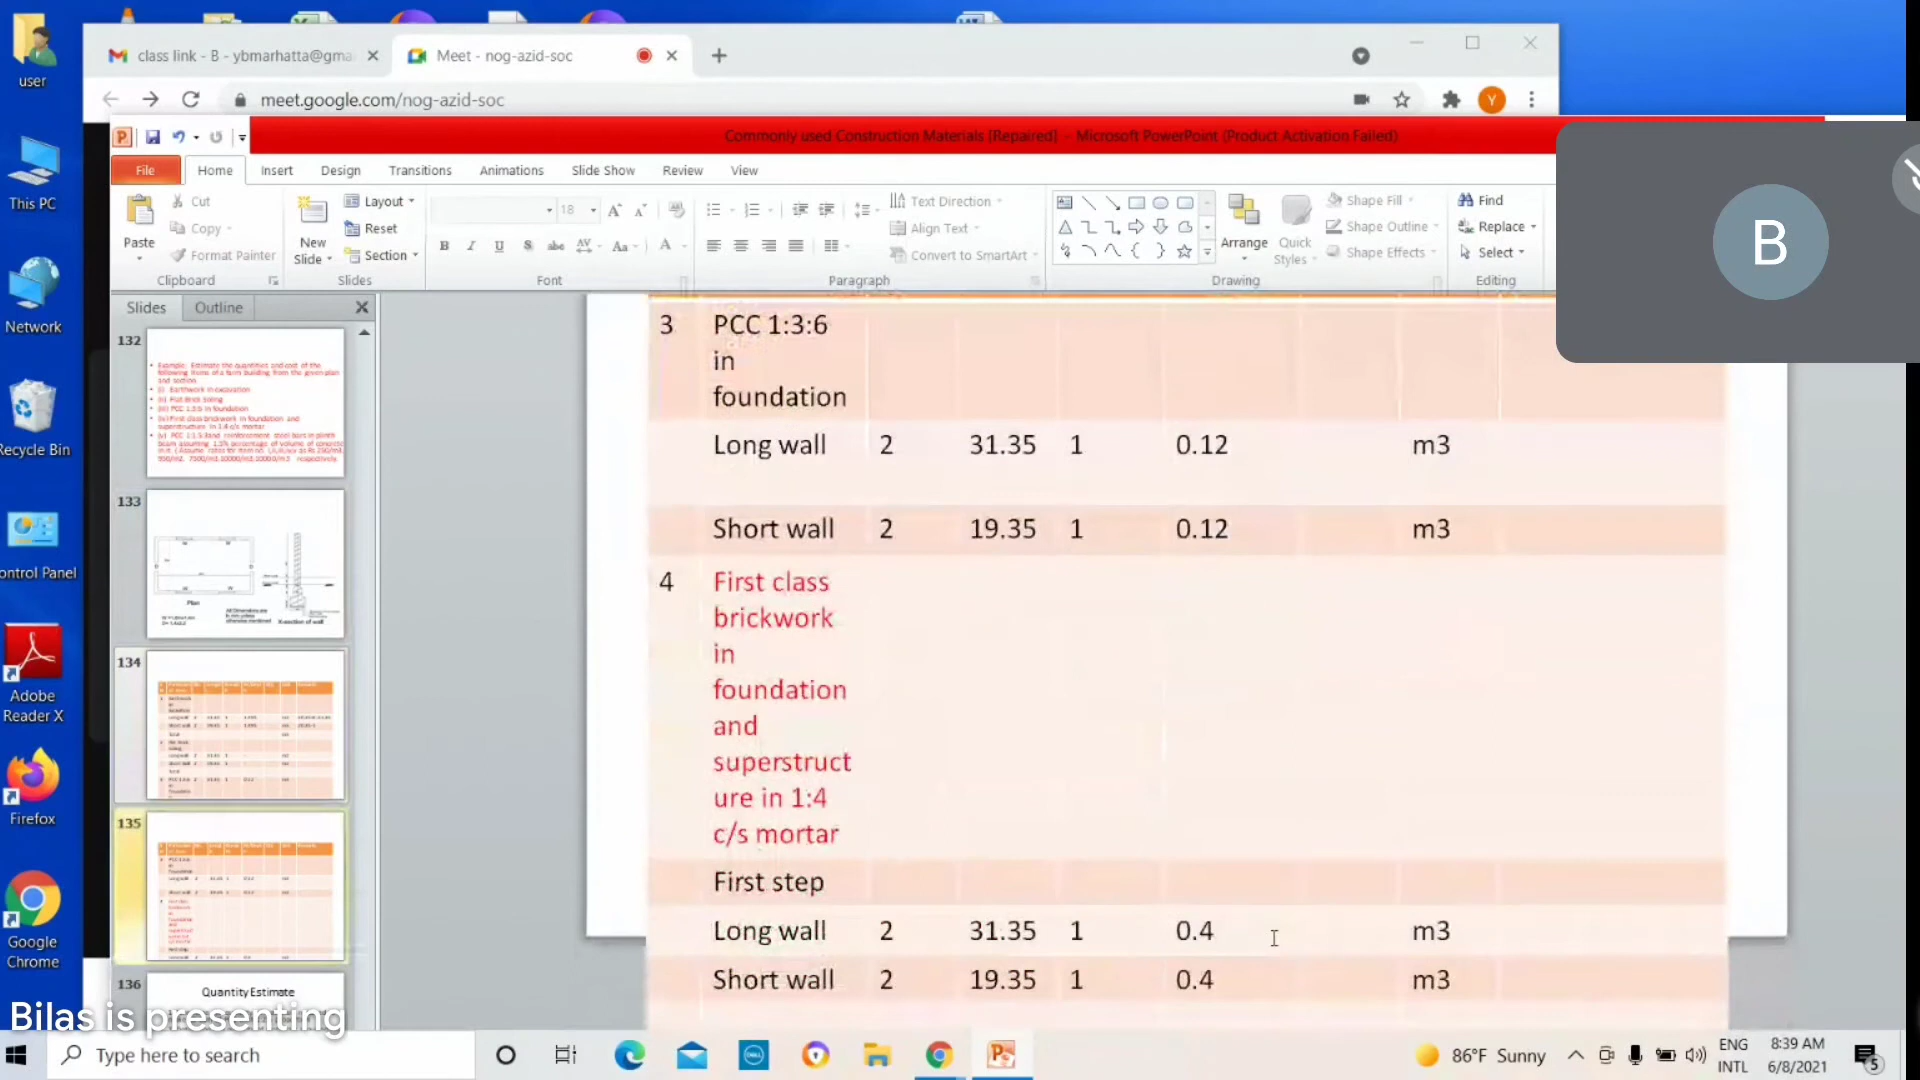 user
This PC
Network
Recycle Bin
ontrol Panel
Adobe
Reader X
Firefox
Google
Chrome
class link - B - ybmarhatta@gma
Meet - nog-azid-soc
meet.google.com/nog-azid-soc
Y
Commonly used Construction Materials [Repaired] - Microsoft PowerPoint (Product Activation Failed)
File Home Insert Design Transitions Animations Slide Show Review View
Paste
Cut
Copy
Format Painter
Clipboard
New
Slide
Layout
Reset
Section
Slides
18
Font
Text Direction
Align Text
Convert to SmartArt
Paragraph
Arrange
Quick
Styles
Shape Fill
Shape Outline
Shape Effects
Drawing
Find
Replace
Select
Editing
B
Slides Outline
132
133
Plan
134
135
136
Quantity Estimate
3 PCC 1:3:6
in
foundation
Long wall 2 31.35 1 0.12 m3
Short wall 2 19.35 1 0.12 m3
4 First class
brickwork
in
foundation
and
superstruct
ure in 1:4
c/s mortar
First step
Long wall 2 31.35 1 0.4 m3
Short wall 2 19.35 1 0.4 m3
Bilas is presenting
Type here to search
86°F Sunny
ENG
INTL
8:39 AM
6/8/2021
5